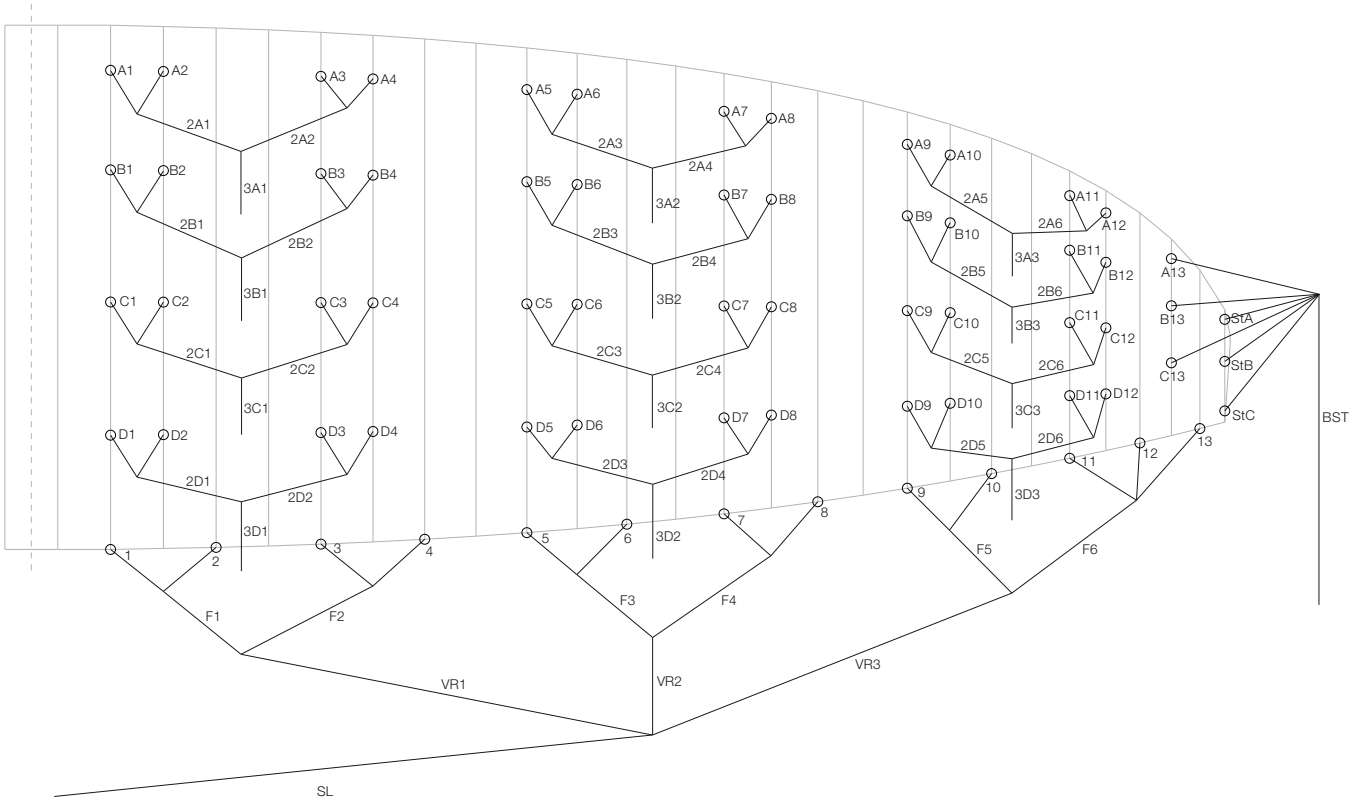 A1 A2 A3 A4
A5 A6 A7 A8
2A1 2A2 2A3 2A4
A9 A10
B1 B2 B3 B4
3A1 B5 B6 B7 B8 3A2
2A5 2A6 A11 A12
2B1 2B2 2B3 2B4
B9 B10 3A3 B11 B12
A13
2B5 2B6
3B1 3B2 B13
C1 C2 C3 C4 C5 C6 C7 C8
C9 C10 3B3 C11 C12 StA
2C1 2C2 2C3 2C4 2C5 2C6
C13 StB
3C1 3C2 3C3
D9 D10 D11 D12 StC BST
D1 D2 D3 D4 D5 D6 D7 D8
2D5 2D6 13
2D1 2D2 2D3 2D4 11 12
3D1 3D2 3D3
9 10
1 2 3 4 5 6 7 8
F5 F6
F1 F2 F3 F4
VR1 VR2 VR3
SL